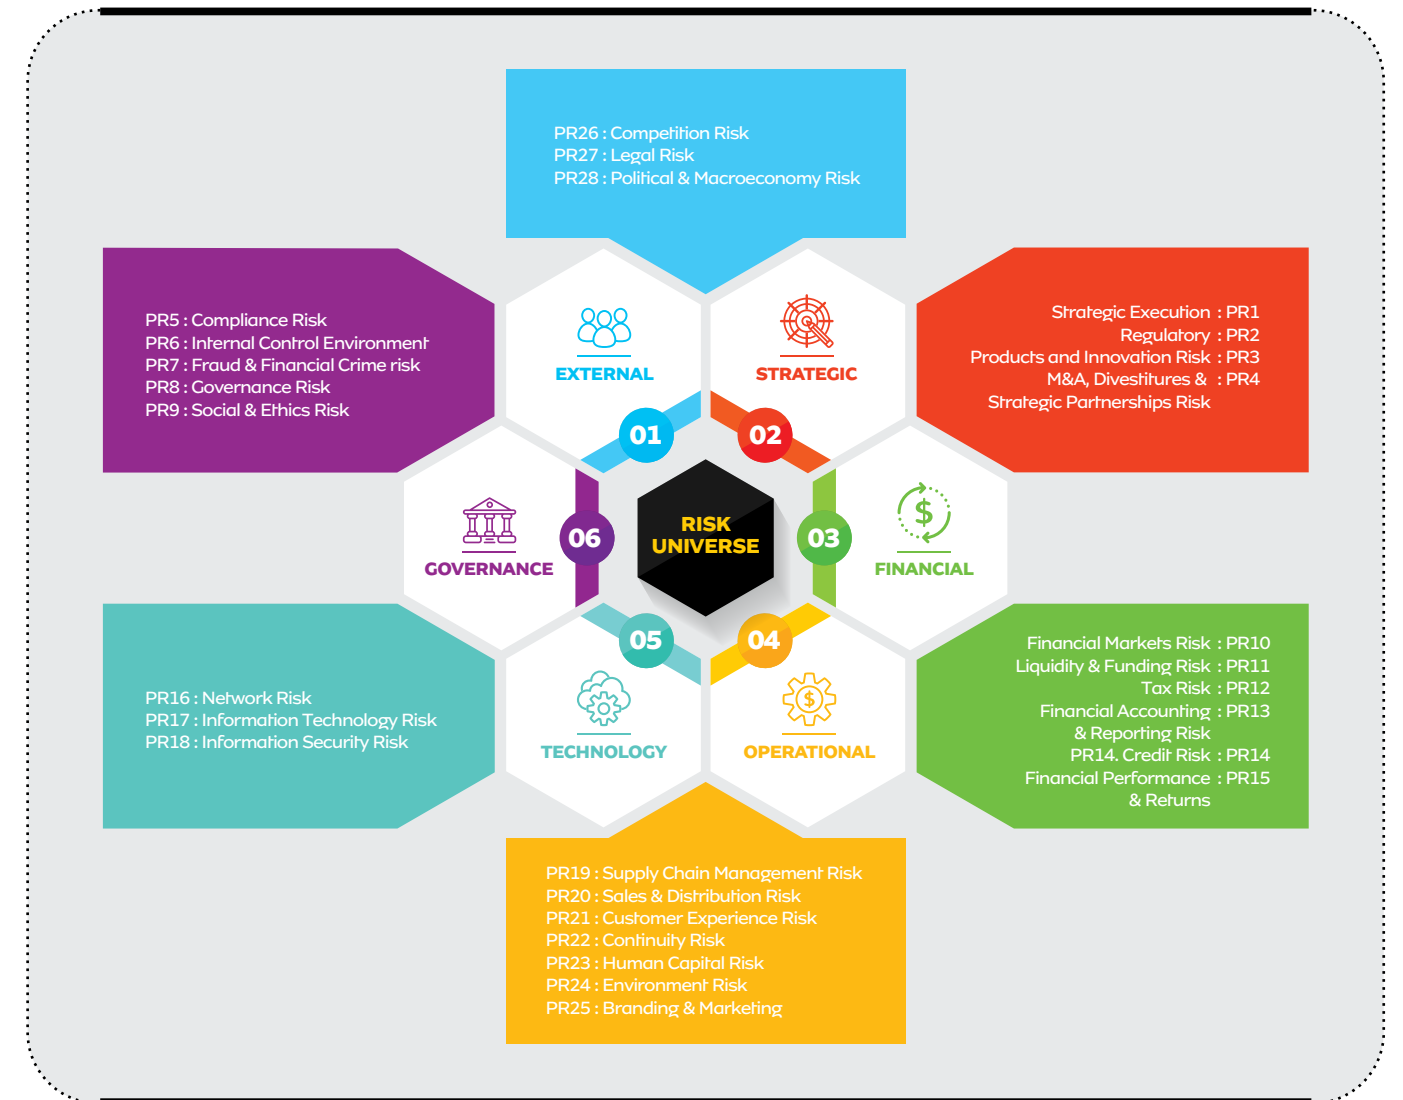 PR26 : Competition Risk
PR27 : Legal Risk
PR28 : Political & Macroeconomy Risk
PR5 : Compliance Risk
PR6 : Internal Control Environment
PR7 : Fraud & Financial Crime risk
PR8 : Governance Risk
PR9 : Social & Ethics Risk
EXTERNAL
01
STRATEGIC
02
Strategic Execution : PR1
Regulatory : PR2
Products and Innovation Risk : PR3
M&A, Divestitures & : PR4
Strategic Partnerships Risk
GOVERNANCE
06
RISK
UNIVERSE
03
FINANCIAL
$
PR16 : Network Risk
PR17 : Information Technology Risk
PR18 : Information Security Risk
05
TECHNOLOGY
04
$
OPERATIONAL
Financial Markets Risk : PR10
Liquidity & Funding Risk : PR11
Tax Risk : PR12
Financial Accounting : PR13
& Reporting Risk
PR14. Credit Risk : PR14
Financial Performance : PR15
& Returns
PR19 : Supply Chain Management Risk
PR20 : Sales & Distribution Risk
PR21 : Customer Experience Risk
PR22 : Continuity Risk
PR23 : Human Capital Risk
PR24 : Environment Risk
PR25 : Branding & Marketing